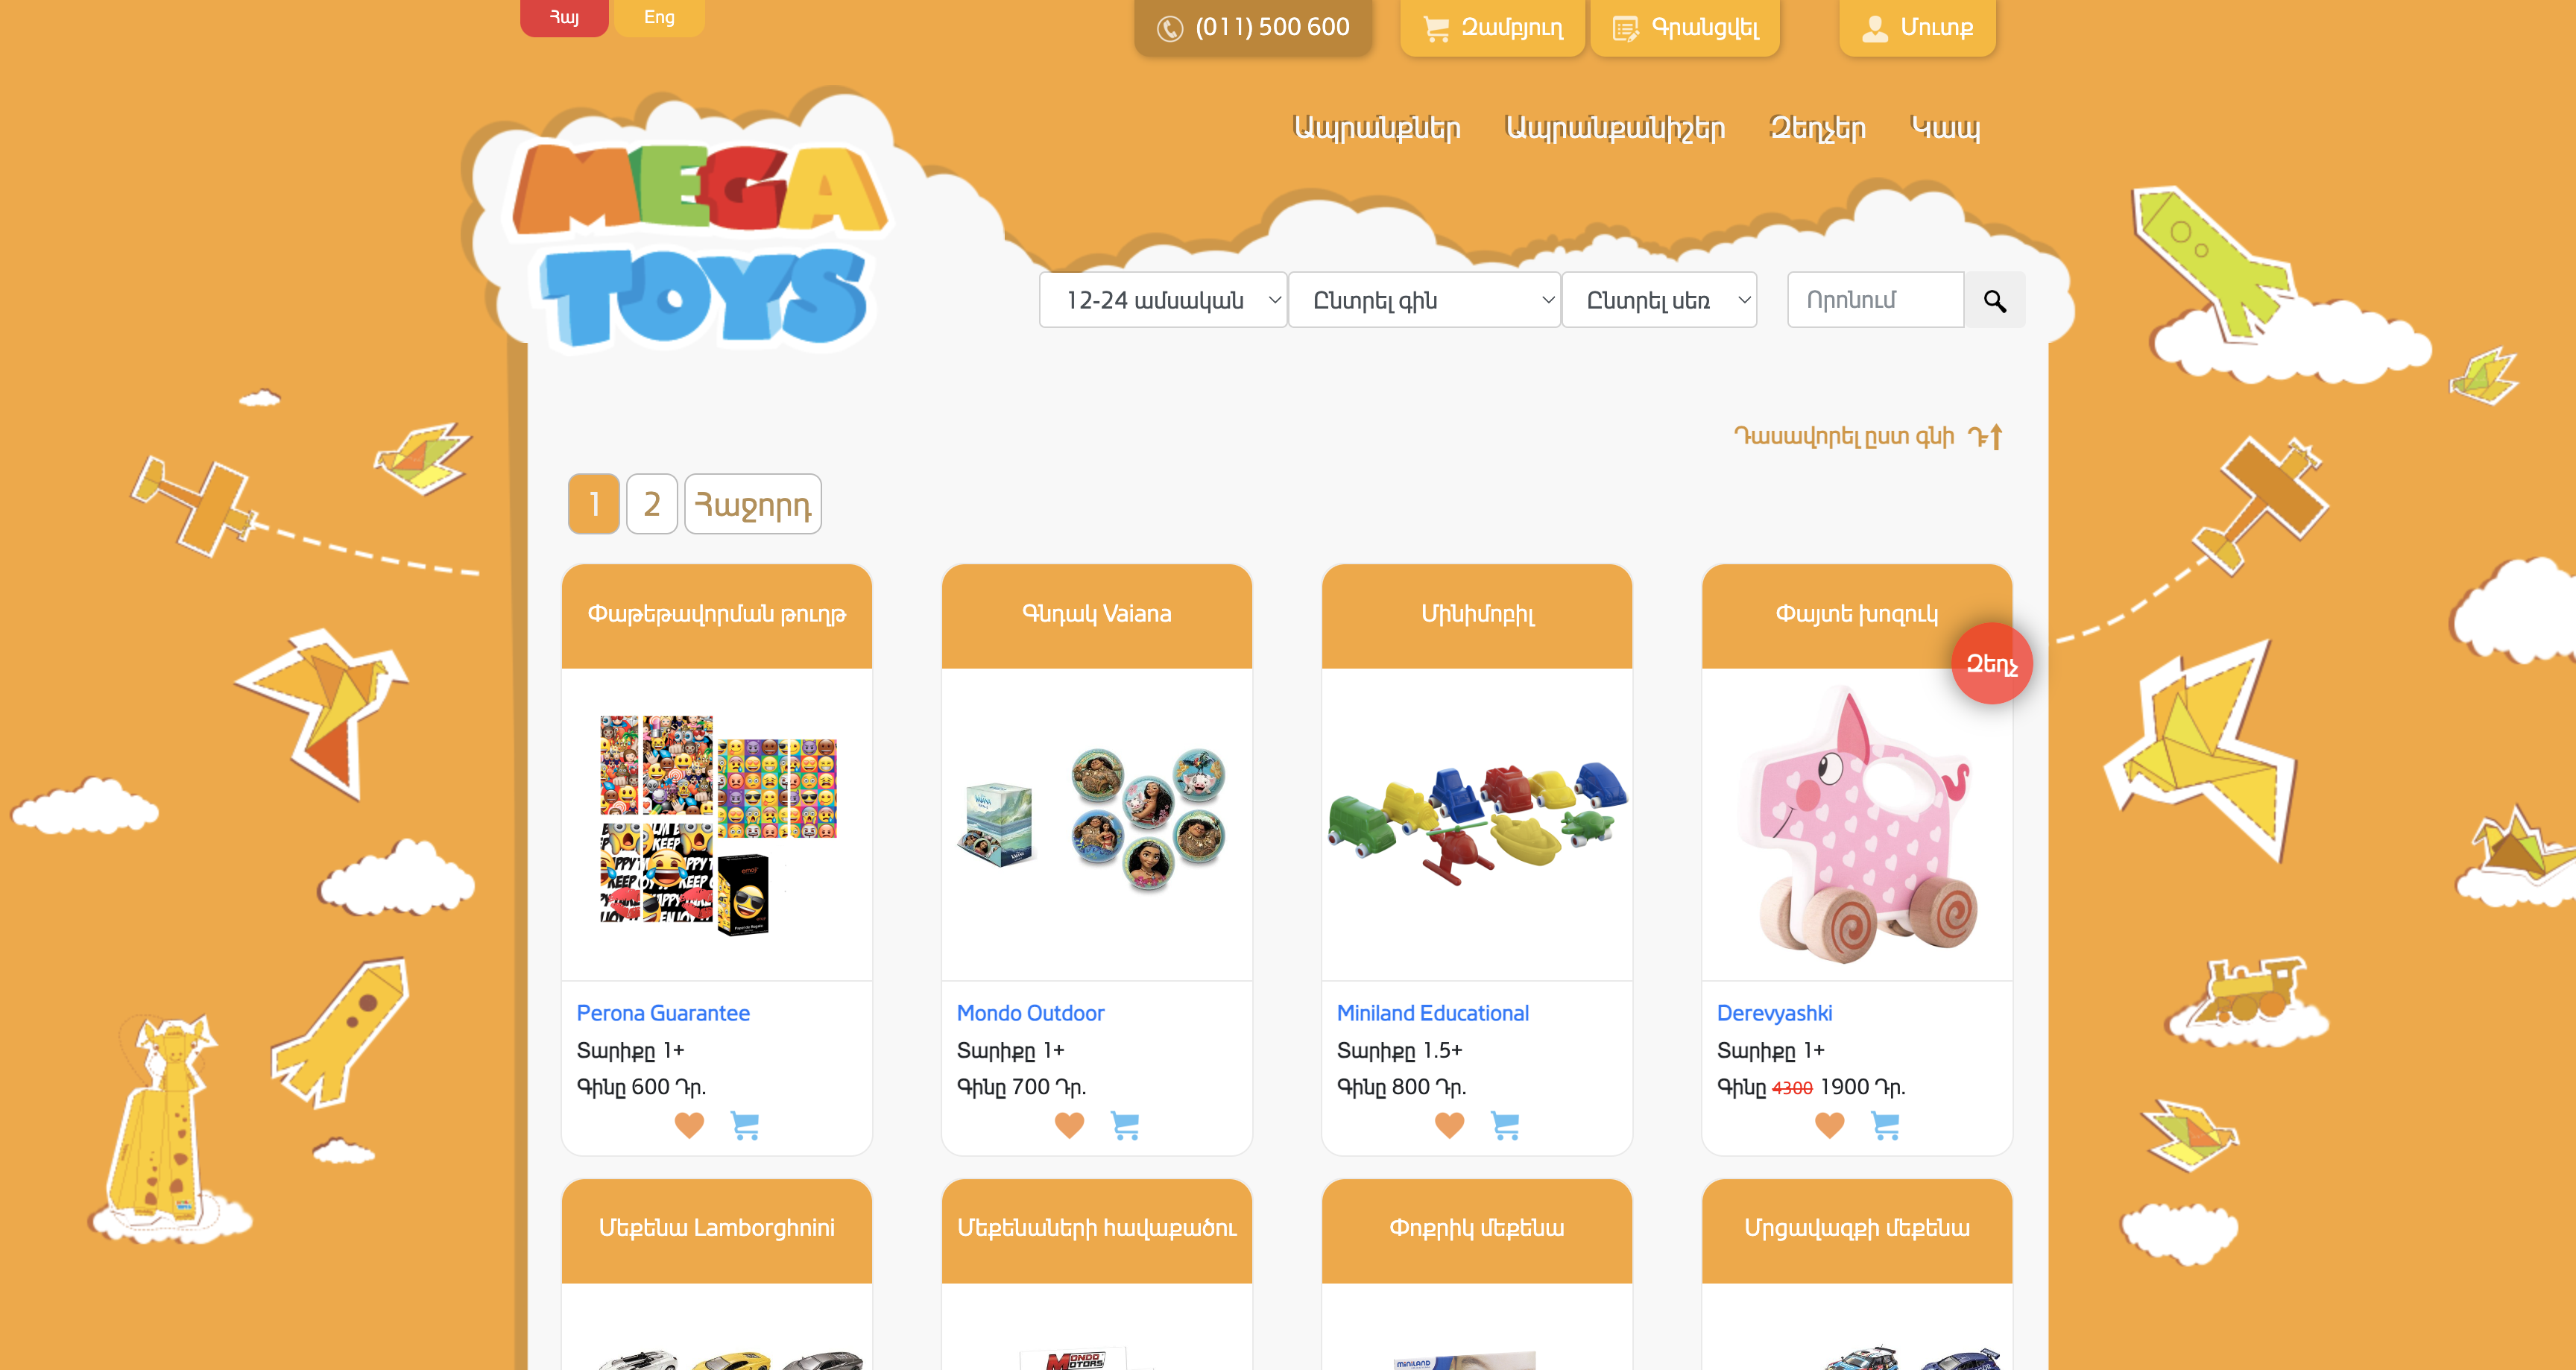 Հայ
Eng
(011) 500 600
Զամբյուղ
Գրանցվել
Մուտք
MEGA
TOYS
Ապրանքներ
Ապրանքանիշեր
Զեղչեր
Կապ
12-24 ամսական
Ընտրել գին
Ընտրել սեռ
Որոնում
Դասավորել ըստ գնի
1
2
Հաջորդ
Փաթեթավորման թուղթ
Գնդակ Vaiana
Մինիմոբիլ
Փայտե խոզուկ
Զեղչ
Perona Guarantee
Տարիքը 1+
Գինը 600 Դր.
Mondo Outdoor
Տարիքը 1+
Գինը 700 Դր.
Miniland Educational
Տարիքը 1.5+
Գինը 800 Դր.
Derevyashki
Տարիքը 1+
Գինը 4300 1900 Դր.
Մեքենա Lamborghnini
Մեքենաների հավաքածու
Փոքրիկ մեքենա
Մրցավազքի մեքենա
MONDO
MOTORS
MINILAND